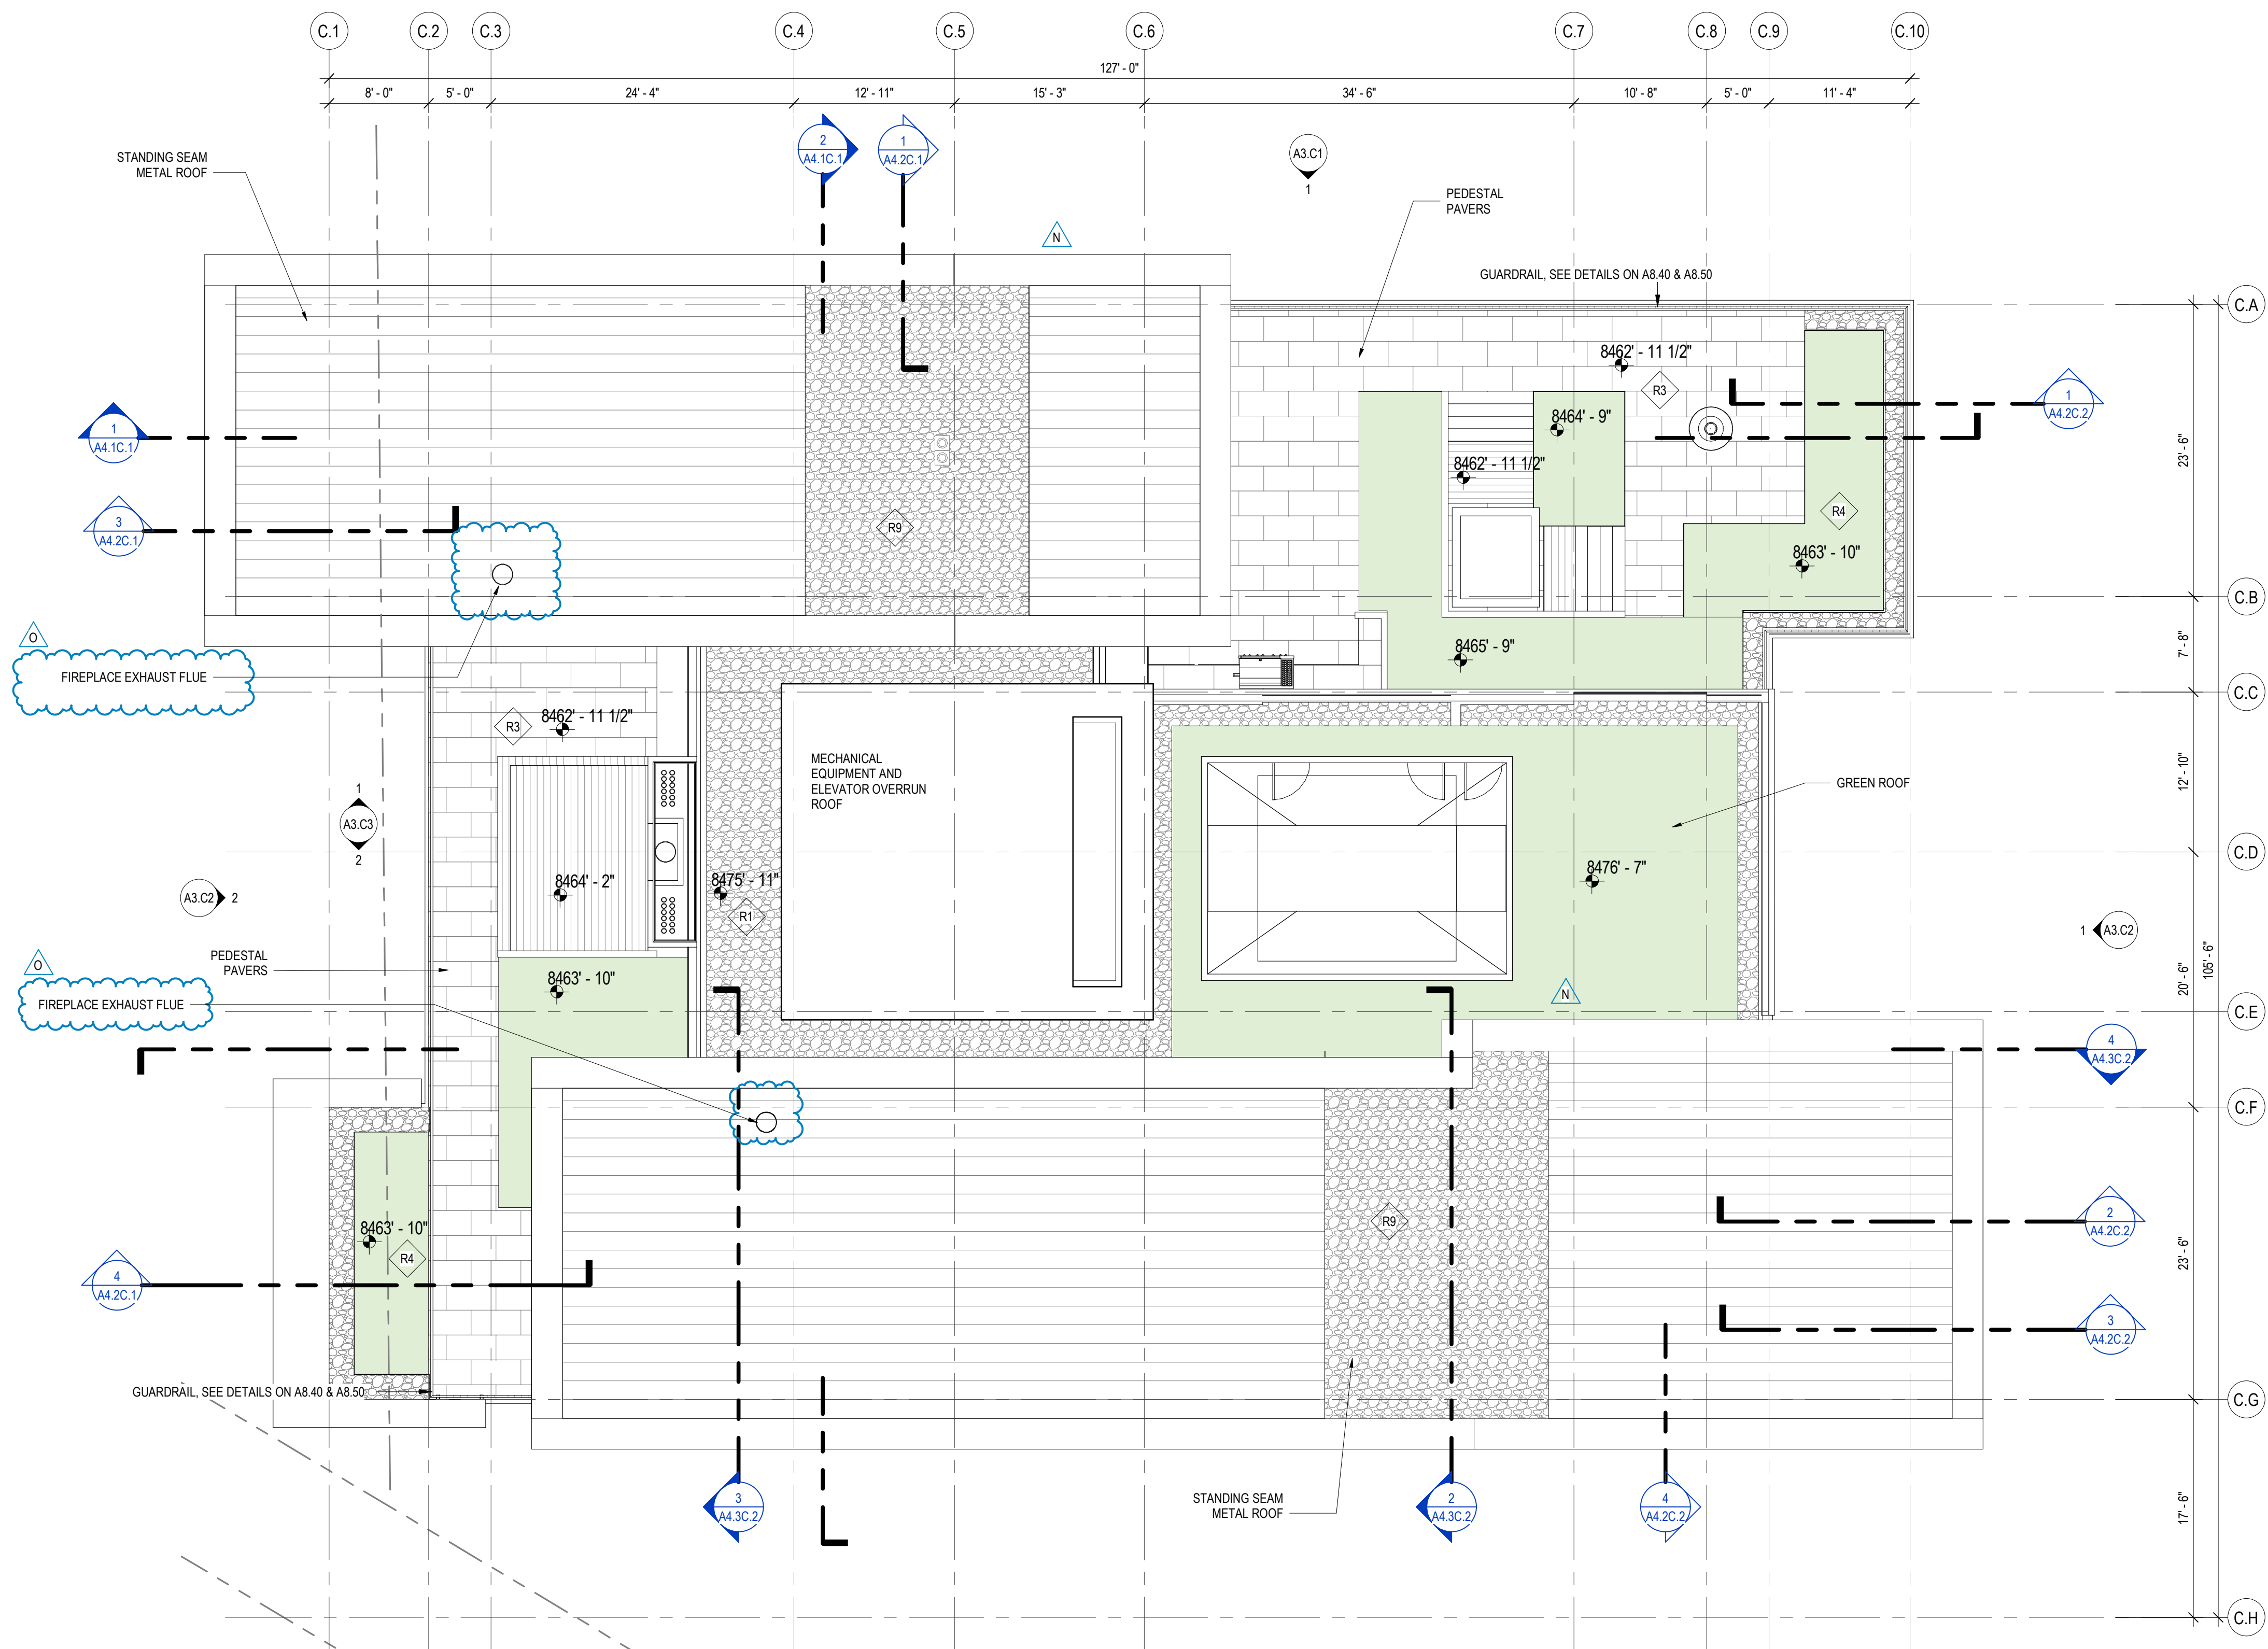 C.1
C.2
C.3
C.4
C.5
C.6
C.7
C.8
C.9
C.10
127' - 0"
8' - 0"
5' - 0"
24' - 4"
12' - 11"
15' - 3"
34' - 6"
10' - 8"
5' - 0"
11' - 4"
2
A4.1C.1
1
A4.2C.1
A3.C1
1
STANDING SEAM
METAL ROOF
PEDESTAL
PAVERS
N
GUARDRAIL, SEE DETAILS ON A8.40 & A8.50
C.A
8462' - 11 1/2"
R3
1
A4.2C.2
8464' - 9"
1
A4.1C.1
23' - 6"
8462' - 11 1/2"
3
A4.2C.1
R9
R4
8463' - 10"
C.B
O
FIREPLACE EXHAUST FLUE
8465' - 9"
7' - 8"
C.C
R3
8462' - 11 1/2"
MECHANICAL
EQUIPMENT AND
ELEVATOR OVERRUN
ROOF
GREEN ROOF
12' - 10"
1
A3.C3
2
C.D
8464' - 2"
8475' - 11"
8476' - 7"
A3.C2
2
R1
1
A3.C2
PEDESTAL
PAVERS
O
FIREPLACE EXHAUST FLUE
8463' - 10"
N
20' - 6"
105' - 6"
C.E
4
A4.3C.2
C.F
8463' - 10"
R4
R9
2
A4.2C.2
23' - 6"
4
A4.2C.1
3
A4.2C.2
GUARDRAIL, SEE DETAILS ON A8.40 & A8.50
C.G
3
A4.3C.2
STANDING SEAM
METAL ROOF
2
A4.3C.2
4
A4.2C.2
17' - 6"
C.H